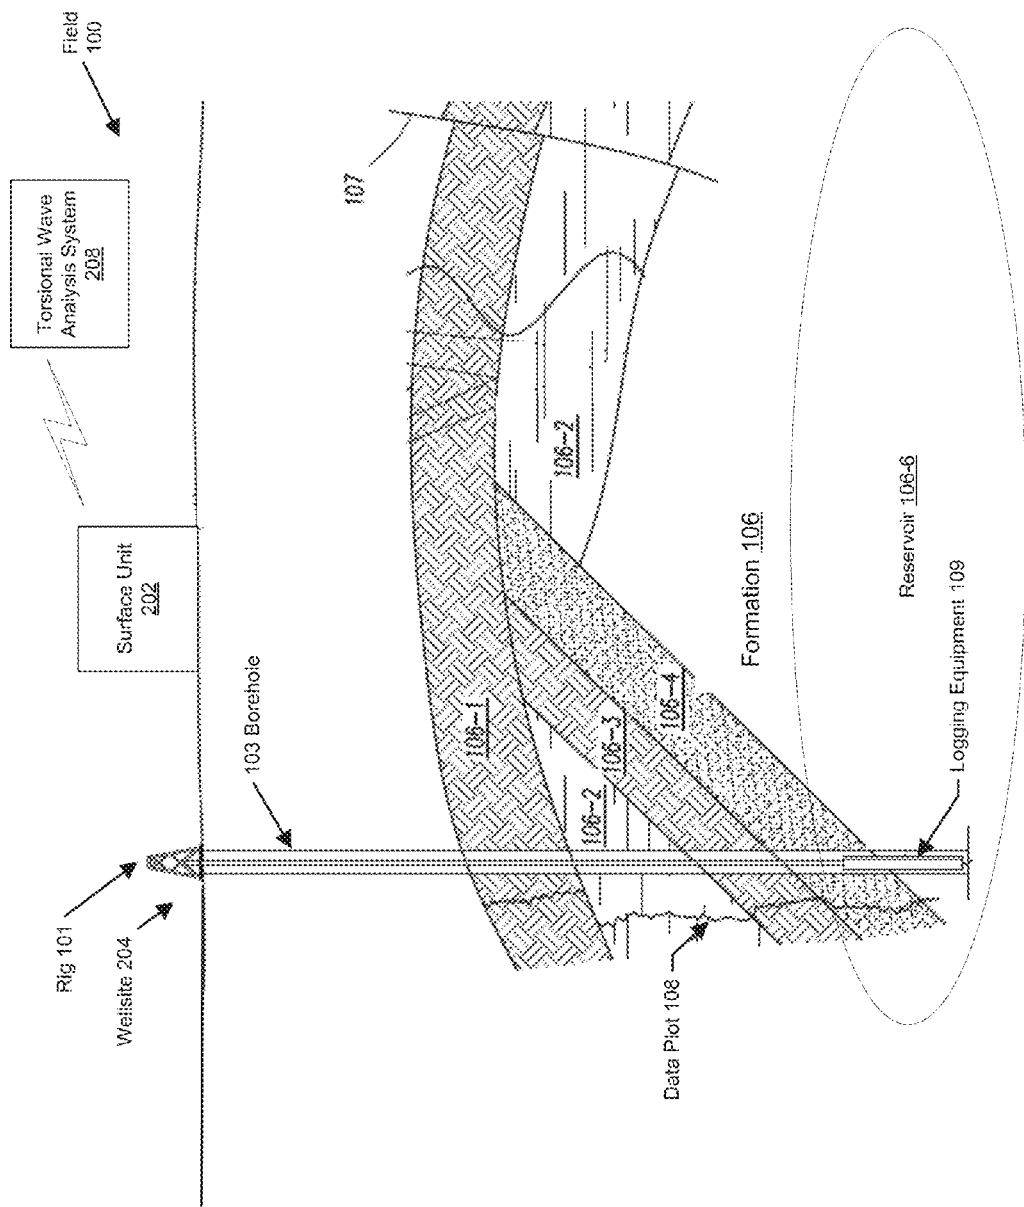 Field
100
Torsional Wave
Analysis System
208
Surface Unit
202
Rig 101
Wellsite 204
103 Borehole
107
106-1
106-2
106-2
106-3
106-4
Data Plot 108
Formation 106
Reservoir 106-6
Logging Equipment 109